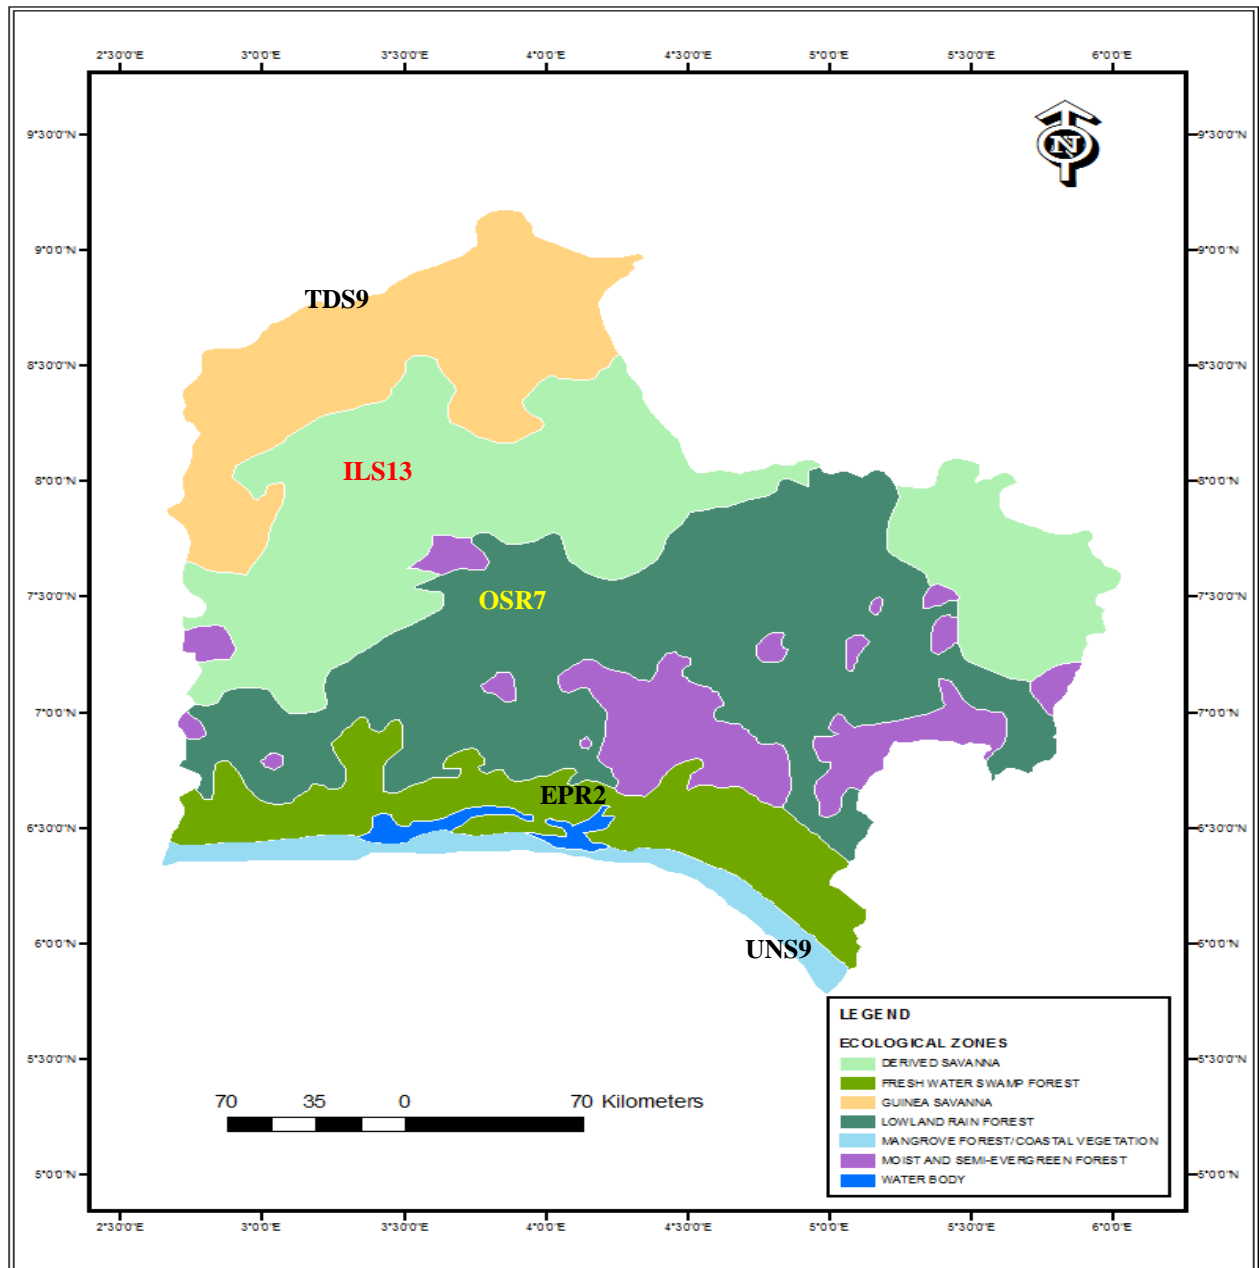 2°30'0"E 3°0'0"E 3°30'0"E 4°0'0"E 4°30'0"E 5°0'0"E 5°30'0"E 6°0'0"E
N
9°30'0"N 9°30'0"N
9°0'0"N 9°0'0"N
TDS9
8°30'0"N 8°30'0"N
ILS13
8°0'0"N 8°0'0"N
7°30'0"N 7°30'0"N
OSR7
7°0'0"N 7°0'0"N
EPR2
6°30'0"N 6°30'0"N
6°0'0"N 6°0'0"N
UNS9
LEGEND
ECOLOGICAL ZONES
DERIVED SAVANNA
FRESH WATER SWAMP FOREST
GUINEA SAVANNA
LOWLAND RAIN FOREST
MANGROVE FOREST/COASTAL VEGETATION
MOIST AND SEMI-EVERGREEN FOREST
WATER BODY
5°30'0"N 5°30'0"N
70 35 0 70 Kilometers
5°0'0"N 5°0'0"N
2°30'0"E 3°0'0"E 3°30'0"E 4°0'0"E 4°30'0"E 5°0'0"E 5°30'0"E 6°0'0"E